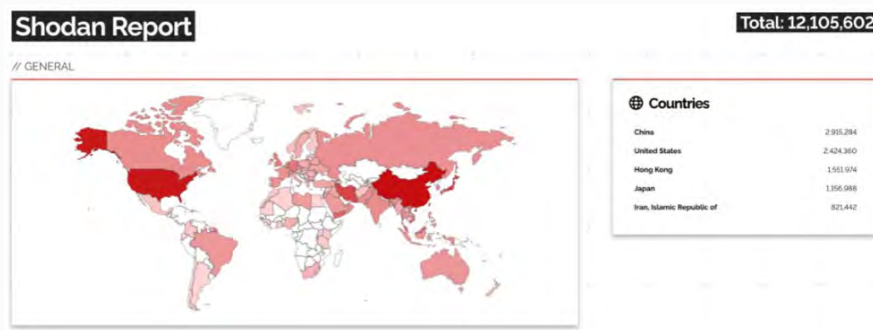 Shodan Report
Total: 12,105,602
// GENERAL
Countries
China 2,915,284
United States 2,424,360
Hong Kong 1,551,974
Japan 1,156,988
Iran, Islamic Republic of 821,442